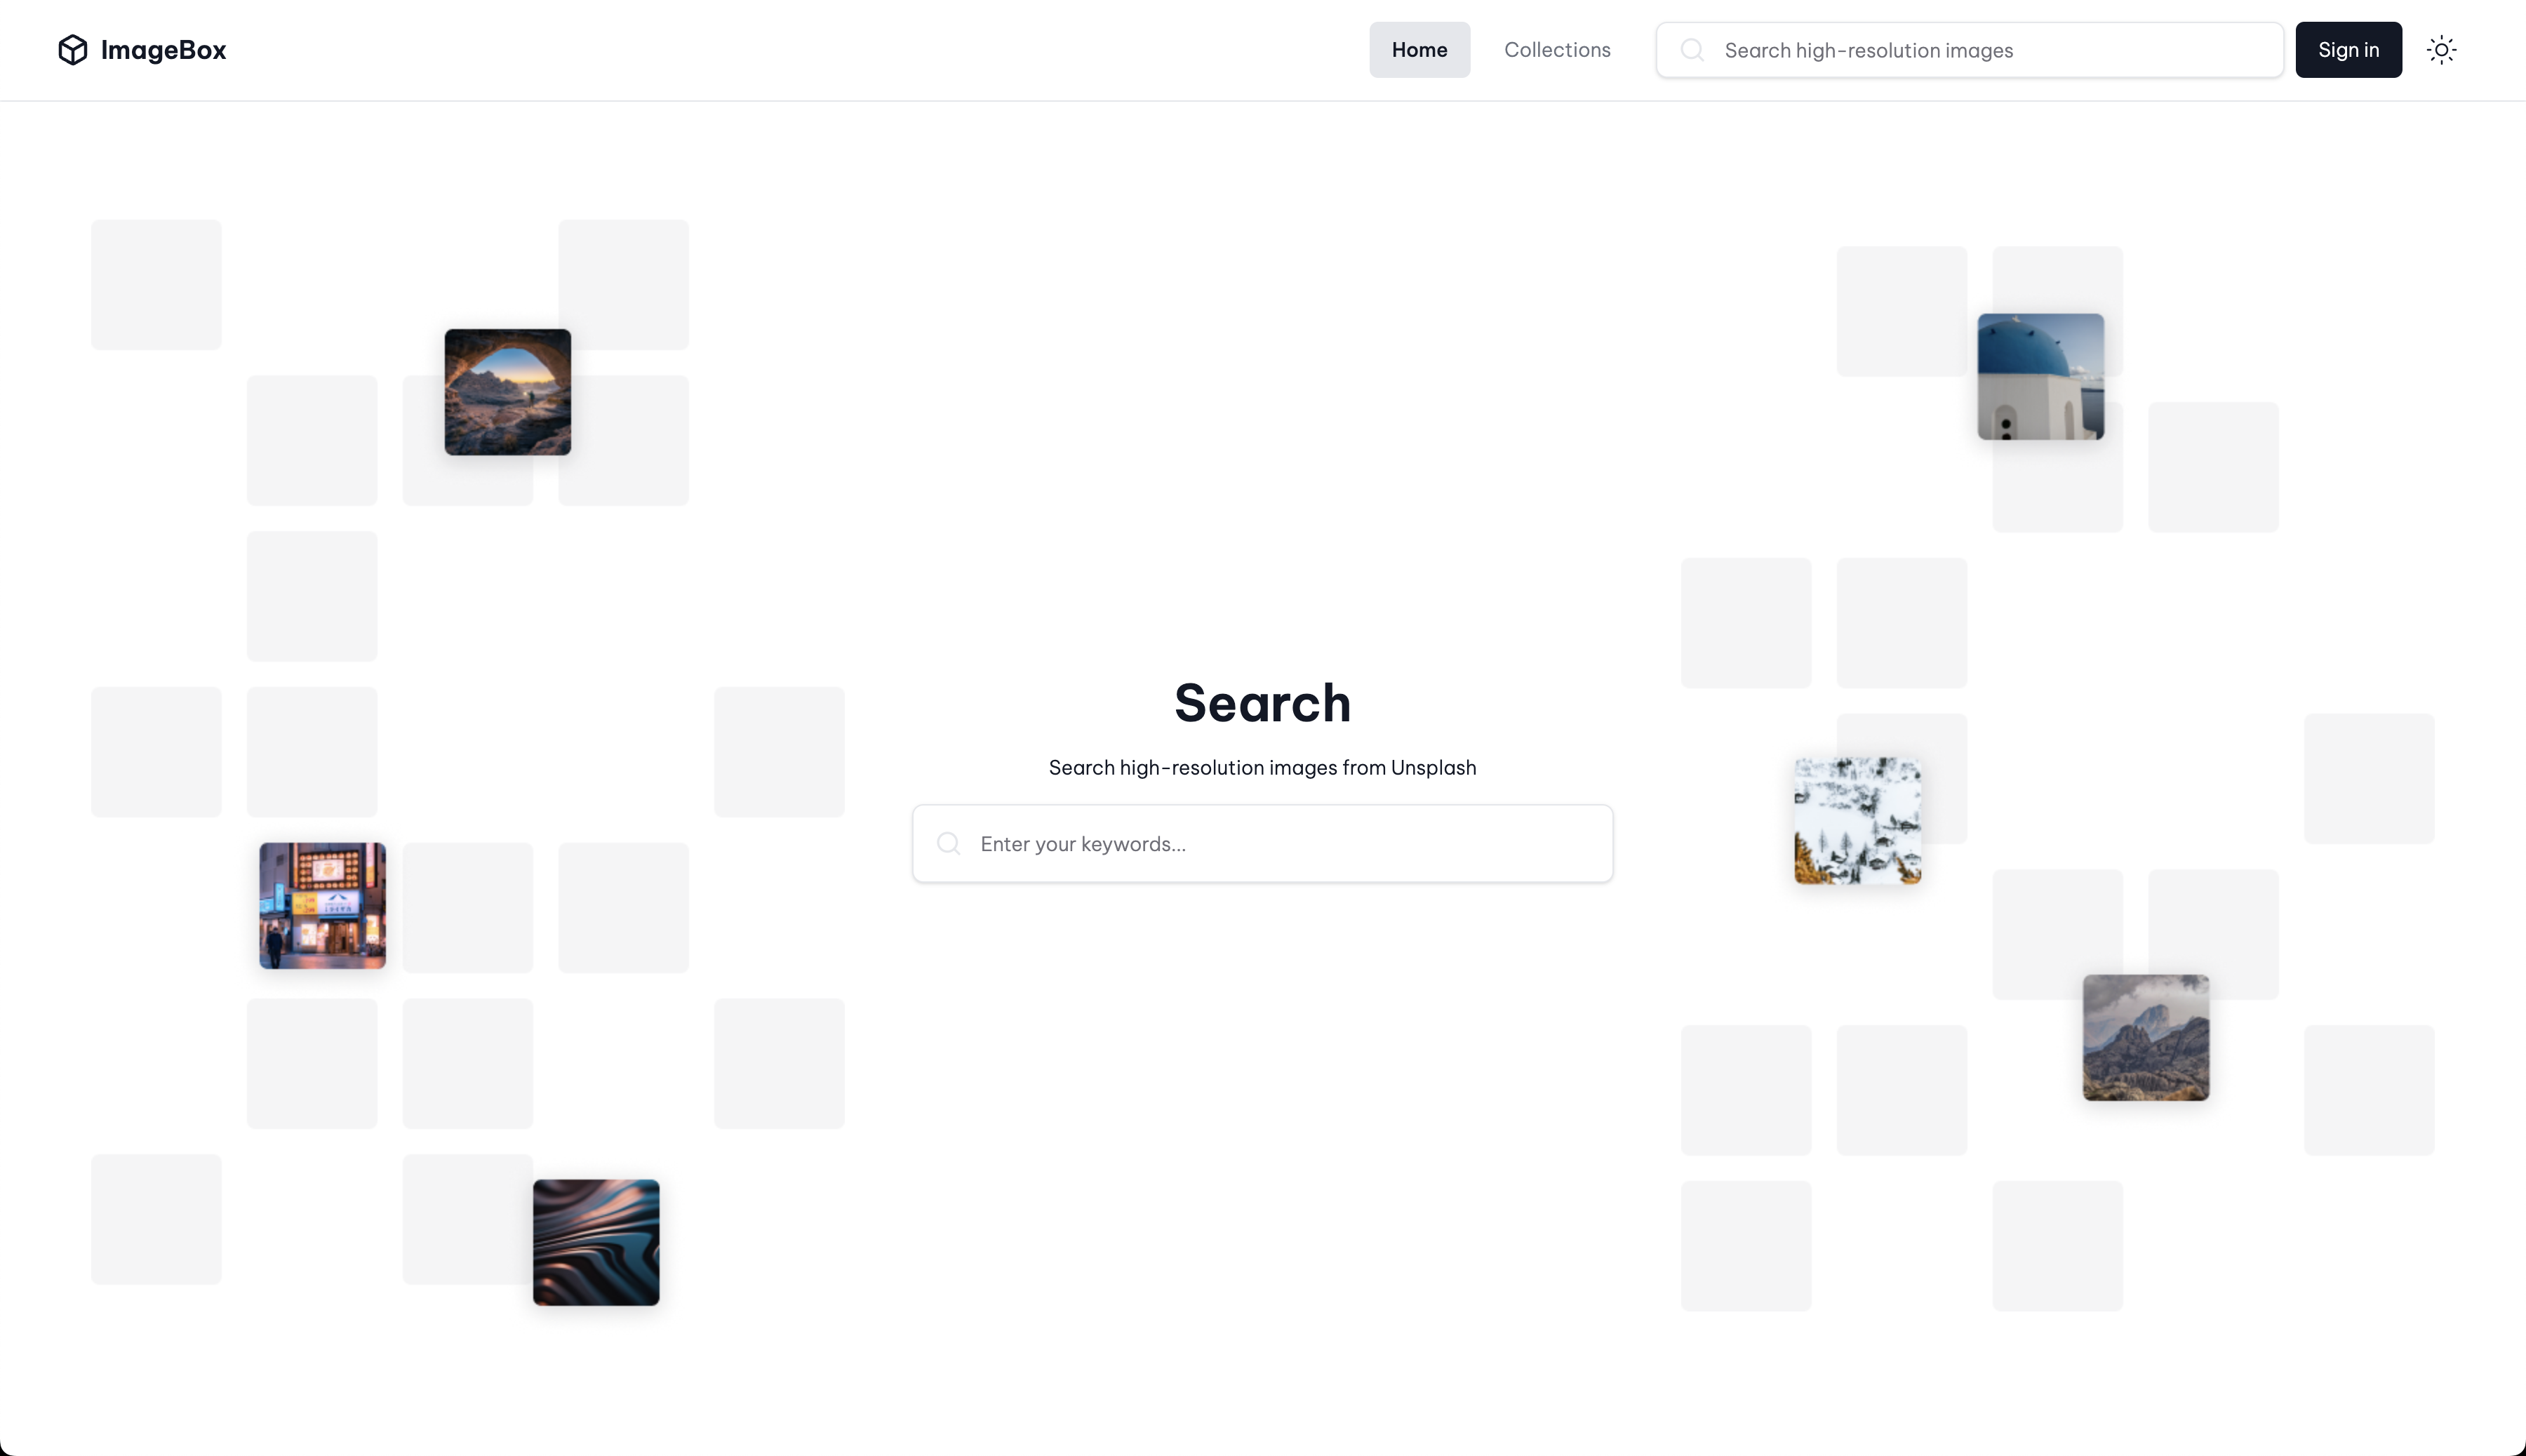 ImageBox
Home
Collections
Search high-resolution images
Sign in
Search
Search high-resolution images from Unsplash
Enter your keywords...